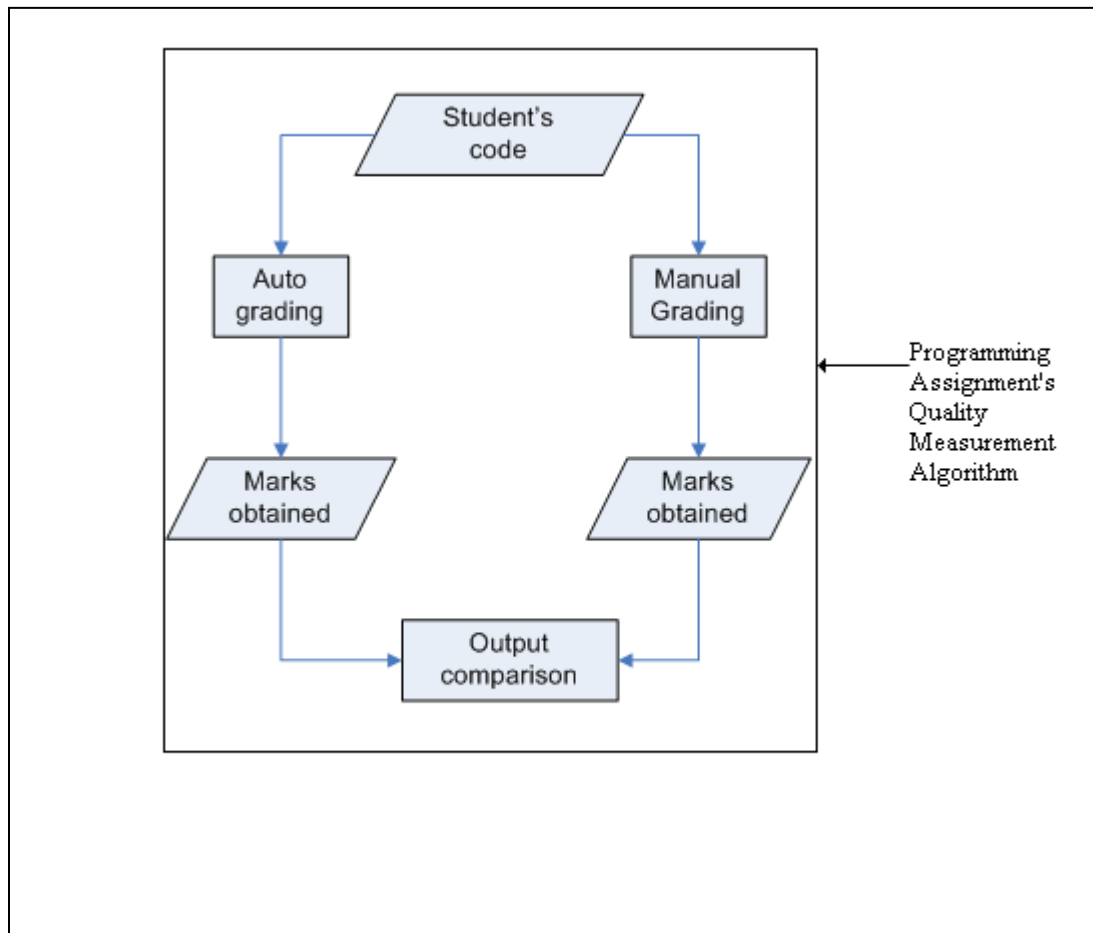 Student's
code
Auto
grading
Manual
Grading
Programming
Assignment's
Quality
Measurement
Algorithm
Marks
obtained
Marks
obtained
Output
comparison